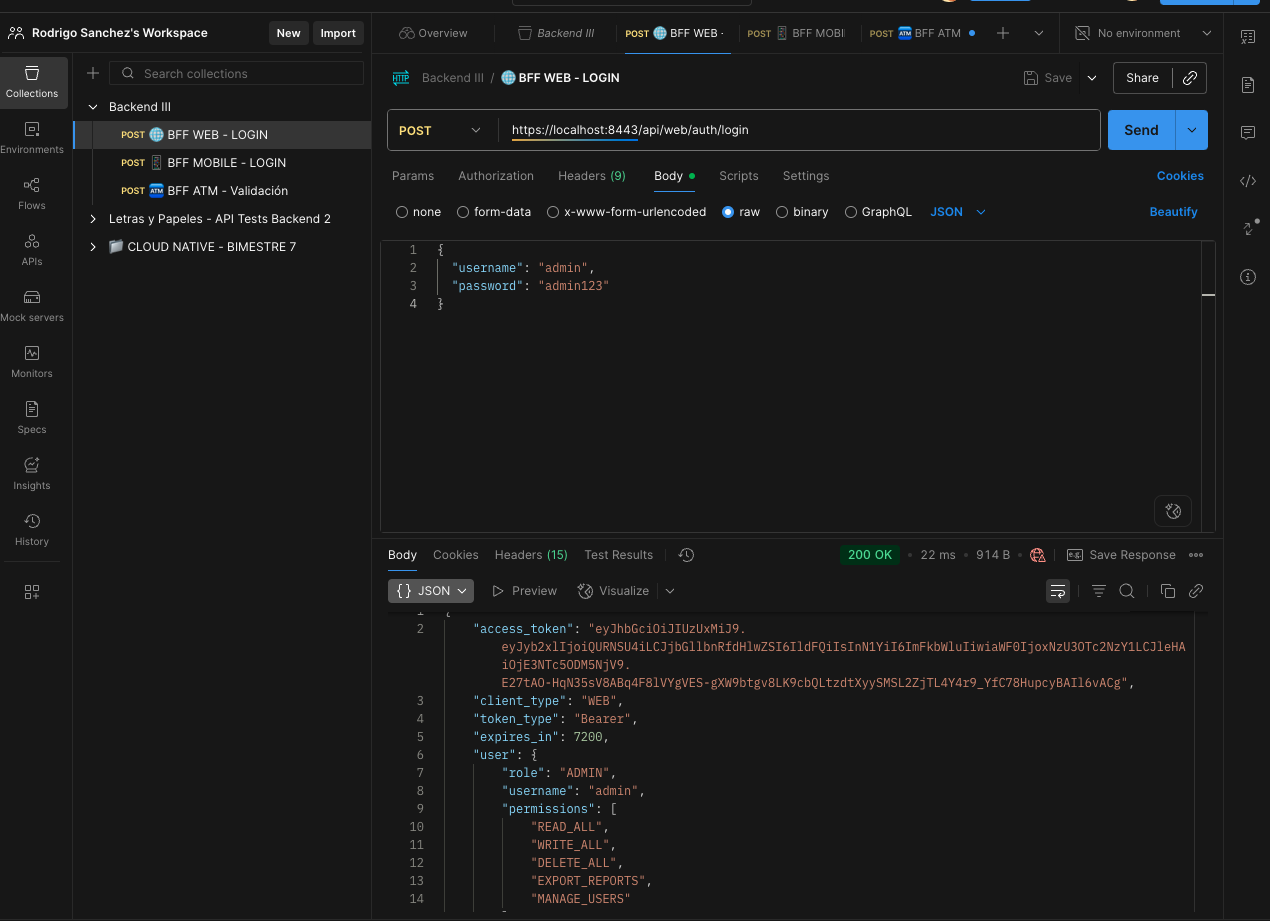 Rodrigo Sanchez's Workspace
New
Import
Overview
Backend III
POST BFF WEB -
POST BFF MOBI
POST BFF ATM
No environment
Collections
Environments
Flows
APIs
Mock servers
Monitors
Specs
Insights
History
Search collections
Backend III
POST BFF WEB - LOGIN
POST BFF MOBILE - LOGIN
POST ATM BFF ATM - Validación
Letras y Papeles - API Tests Backend 2
CLOUD NATIVE - BIMESTRE 7
HTTP Backend III / BFF WEB - LOGIN
Save
Share
POST
https://localhost:8443/api/web/auth/login
Send
Params Authorization Headers (9) Body Scripts Settings
Cookies
none form-data x-www-form-urlencoded raw binary GraphQL JSON
Beautify
1 {
2 "username": "admin",
3 "password": "admin123"
4 }
Body Cookies Headers (15) Test Results
200 OK • 22 ms • 914 B •
Save Response
{} JSON Preview Visualize
1 {
2 "access_token": "eyJhbGciOiJIUzUxMiJ9.
eyJyb2xlIjoiQURNSU4iLCJjbGllbnRfdHlwZSI6IldFQiIsInN1YiI6ImFkbWluIiwiaWF0IjoxNzU3OTc2NzY1LCJleHA
iOjE3NTc5ODM5NjV9.
E27tAO-HqN35sV8ABq4F8lVYgVES-gXW9btgv8LK9cbQLtzdtXyySMSL2ZjTL4Y4r9_YfC78HupcyBAIl6vACg",
3 "client_type": "WEB",
4 "token_type": "Bearer",
5 "expires_in": 7200,
6 "user": {
7 "role": "ADMIN",
8 "username": "admin",
9 "permissions": [
10 "READ_ALL",
11 "WRITE_ALL",
12 "DELETE_ALL",
13 "EXPORT_REPORTS",
14 "MANAGE_USERS"